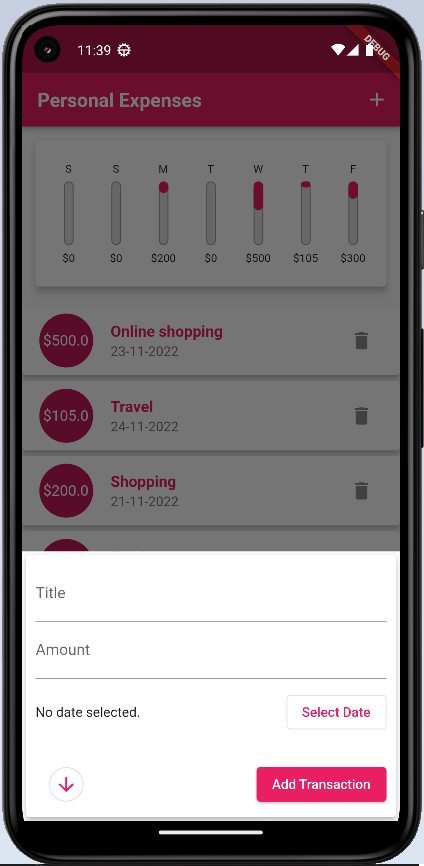 11:39
DEBUG
Personal Expenses
S S M T W T F
$0 $0 $200 $0 $500 $105 $300
$500.0 Online shopping
23-11-2022
$105.0 Travel
24-11-2022
$200.0 Shopping
21-11-2022
Title
Amount
No date selected. Select Date
Add Transaction